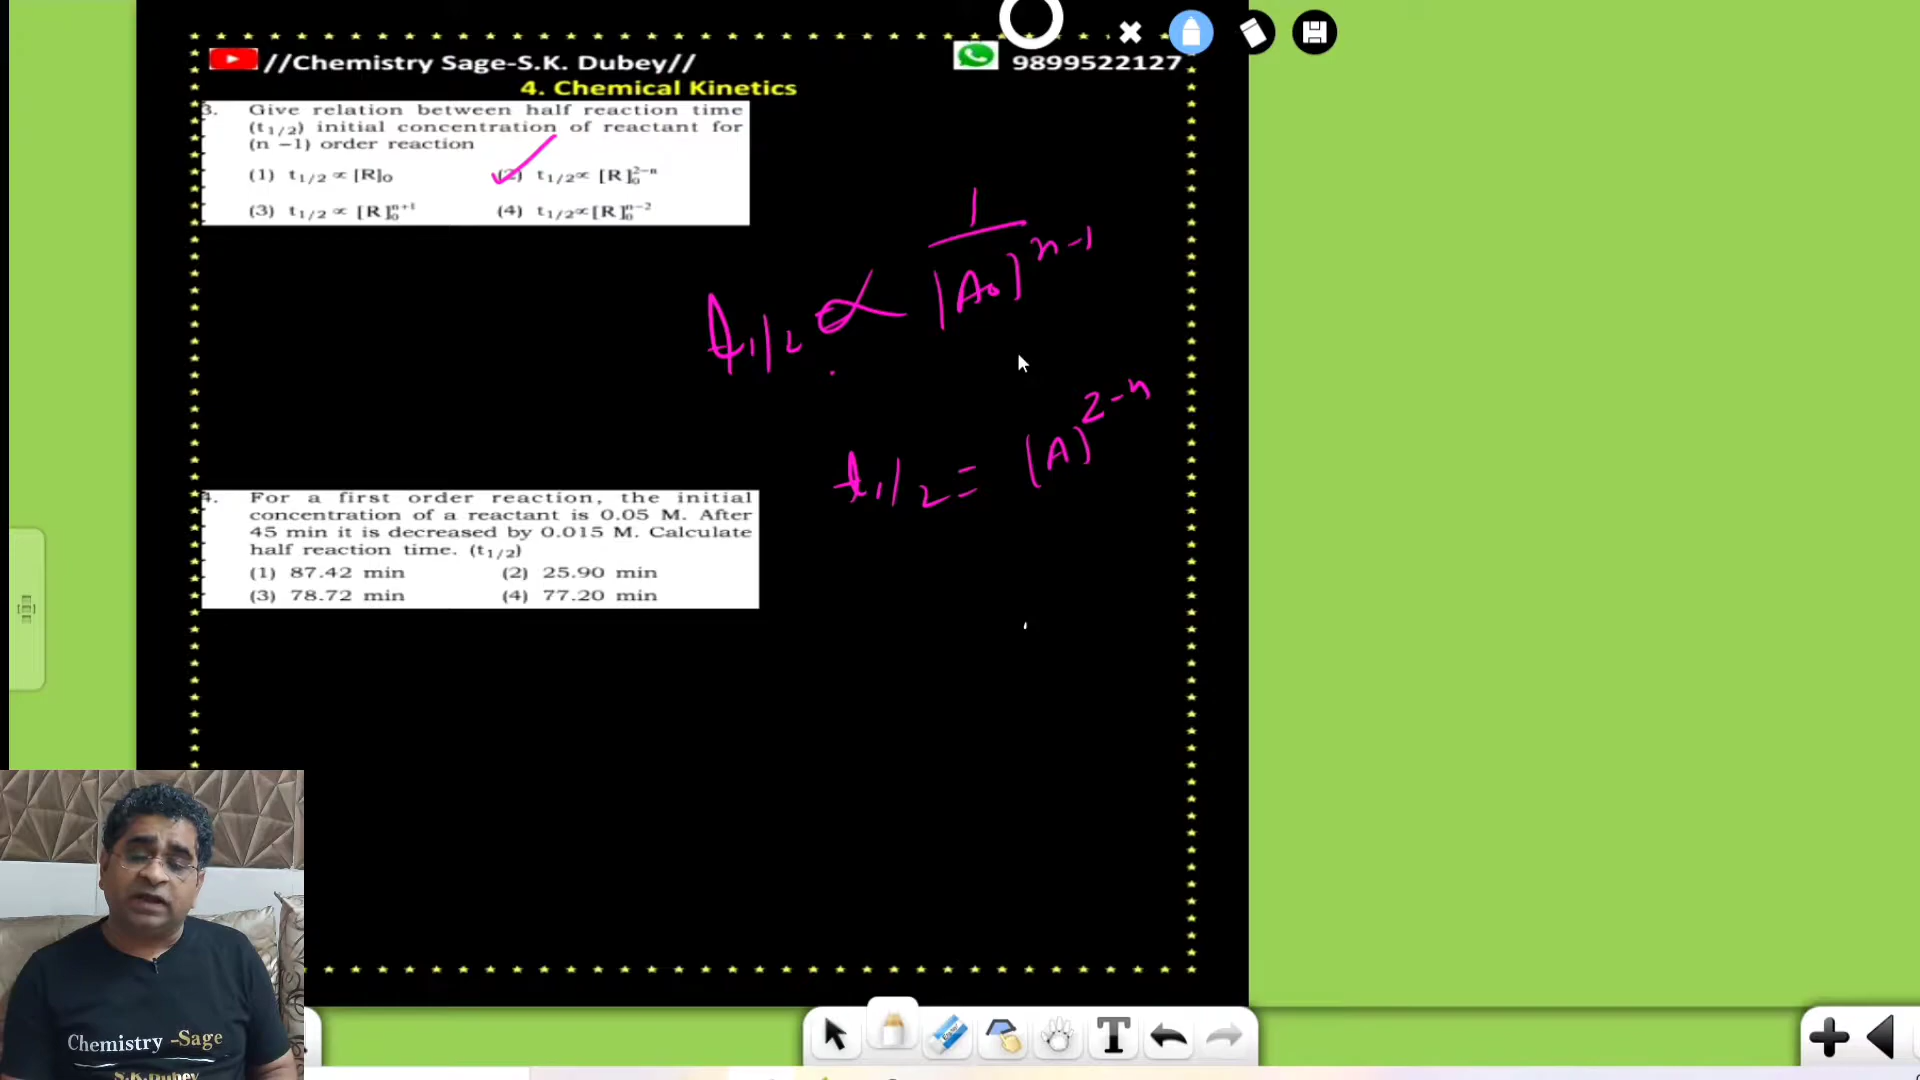 //Chemistry Sage-S.K. Dubey//
9899522127
4. Chemical Kinetics
3. Give relation between half reaction time
(t1/2) initial concentration of reactant for
(n −1) order reaction
(1) t1/2 ∝ [R]0
(2) t1/2∝ [R]0^2−n
(3) t1/2 ∝ [R]0^n+1
(4) t1/2∝[R]0^n−2
t1/2 ∝ 1/[A0]^n-1
t1/2 = (A)^2-n
4. For a first order reaction, the initial
concentration of a reactant is 0.05 M. After
45 min it is decreased by 0.015 M. Calculate
half reaction time. (t1/2)
(1) 87.42 min
(2) 25.90 min
(3) 78.72 min
(4) 77.20 min
Chemistry -Sage
S.K.Dubey
T